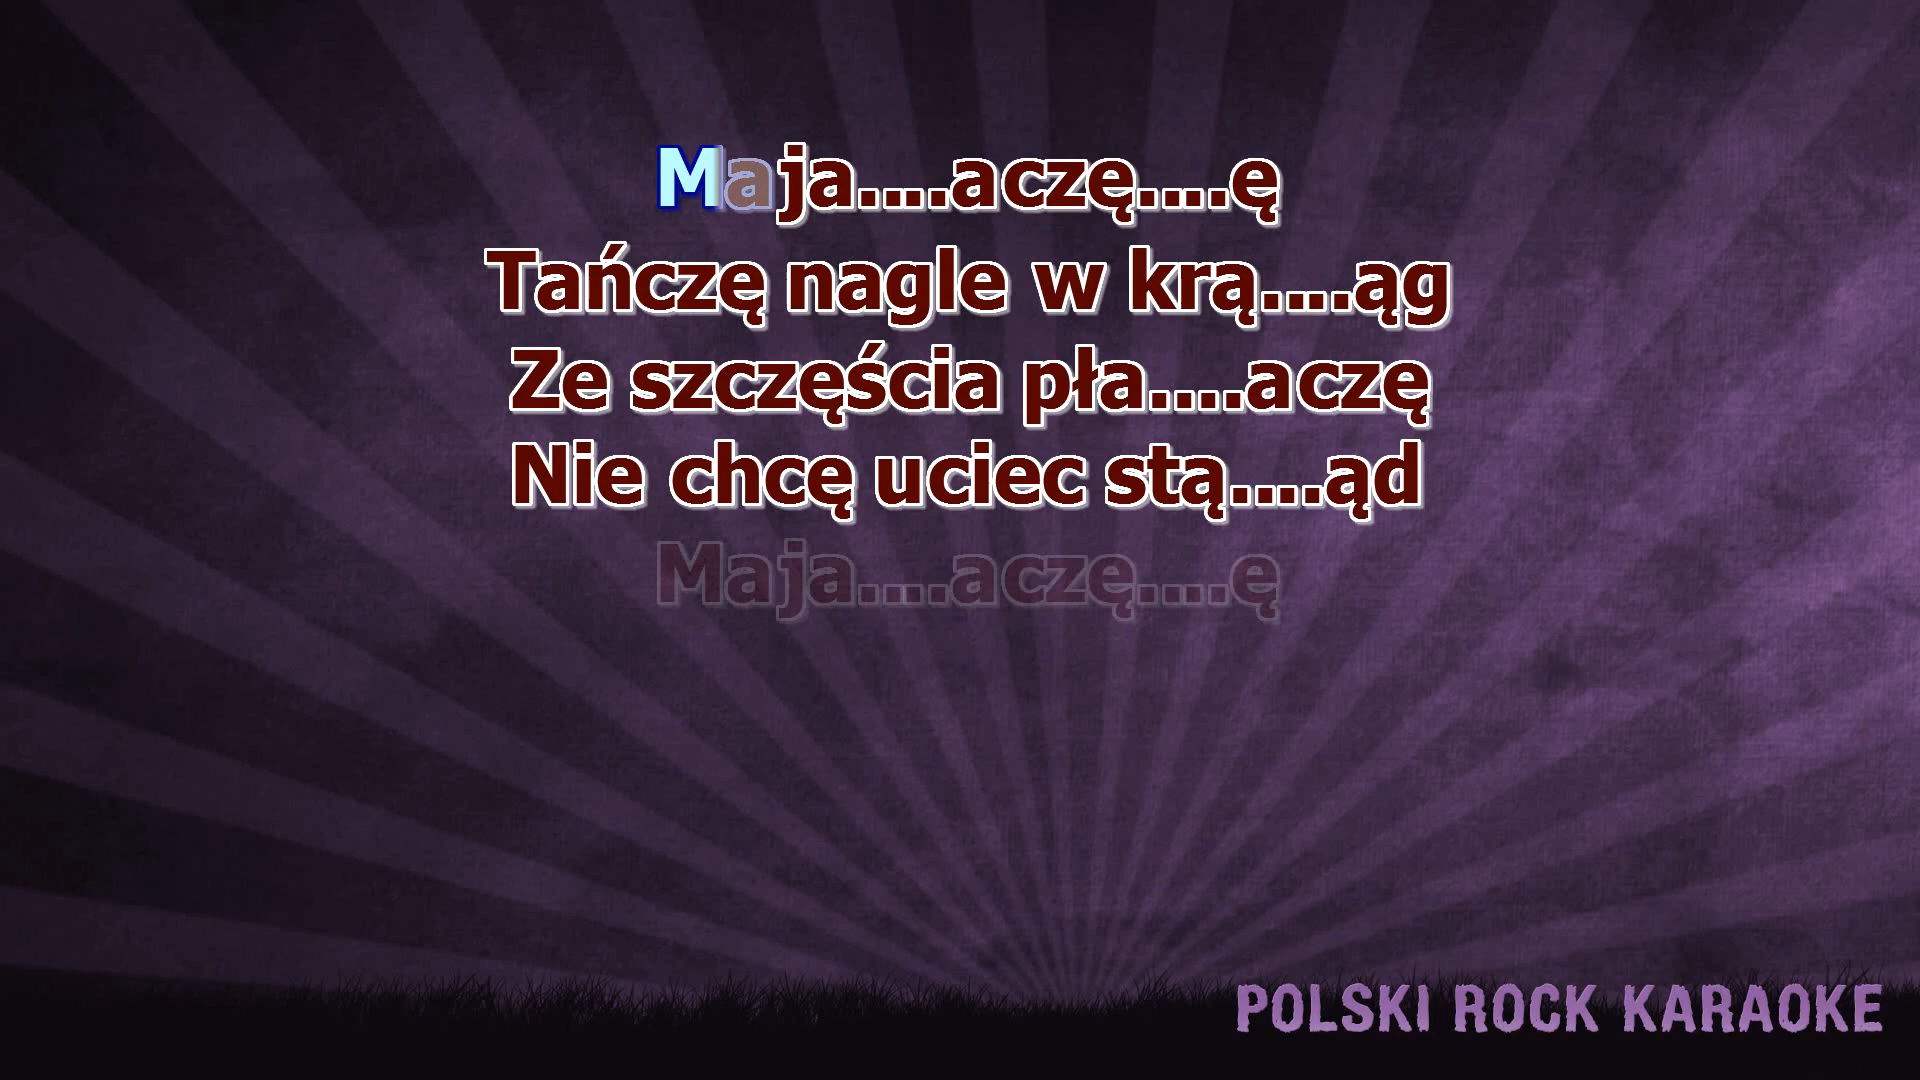 Maja....aczę....ę
Tańczę nagle w krą....ąg
Ze szczęścia pła....aczę
Nie chcę uciec stą....ąd
Maja....aczę....ę
POLSKI ROCK KARAOKE